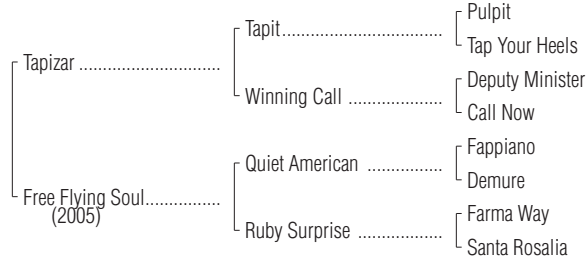 Pulpit
Tapit
Tap Your Heels
Tapizar
Deputy Minister
Winning Call
Call Now
Fappiano
Quiet American
Demure
Free Flying Soul
(2005)
Farma Way
Ruby Surprise
Santa Rosalia